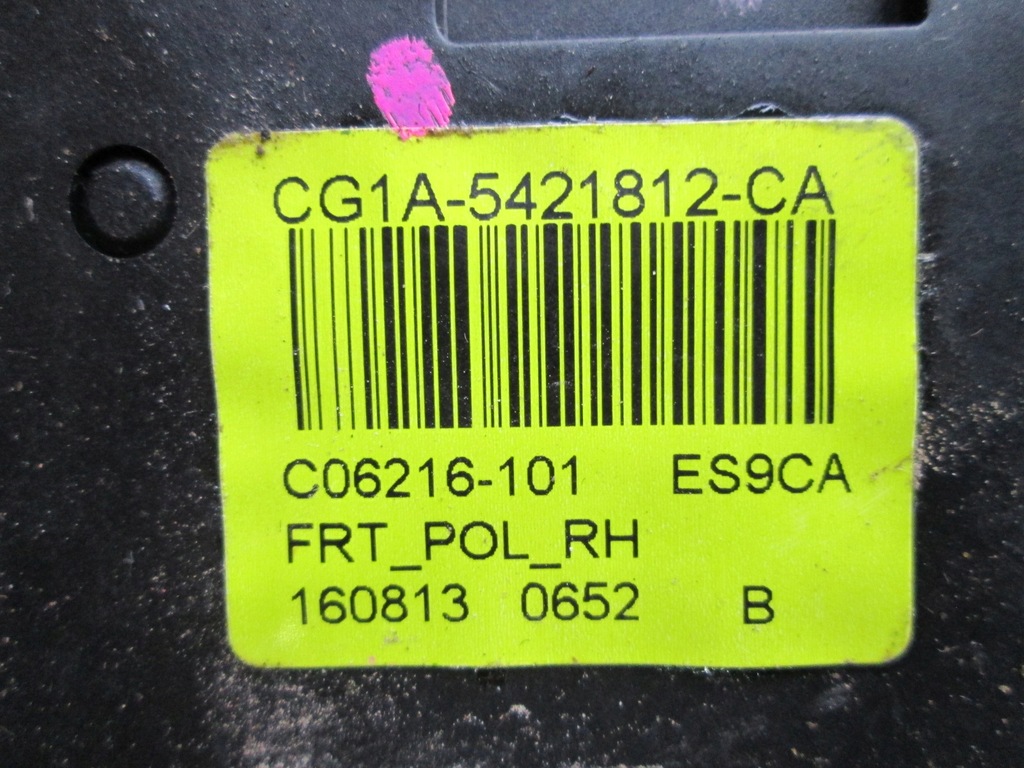 CG1A-5421812-CA
C06216-101 ES9CA
FRT_POL_RH
160813 0652 B